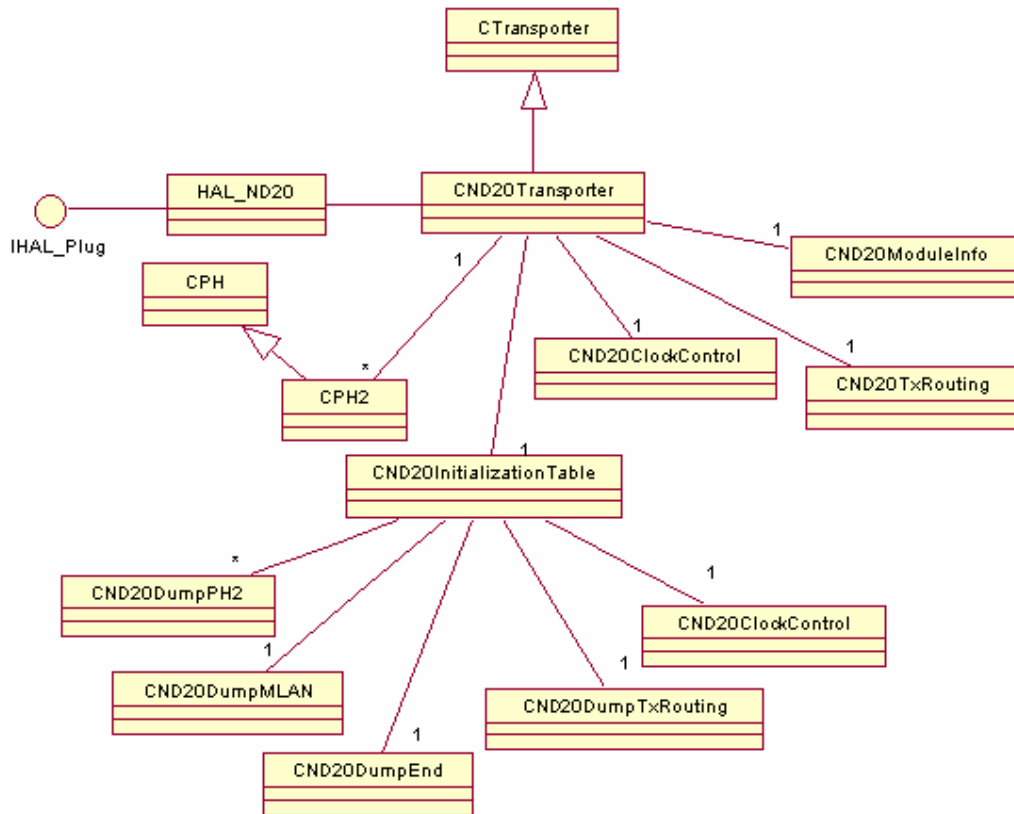 CTransporter
HAL_ND20
CND20Transporter
IHAL_Plug
1
1
CND20ModuleInfo
CPH
1
CND20ClockControl
1
CND20TxRouting
*
CPH2
1
CND20InitializationTable
*
CND20DumpPH2
1
CND20ClockControl
1
CND20DumpMLAN
1
CND20DumpTxRouting
1
CND20DumpEnd